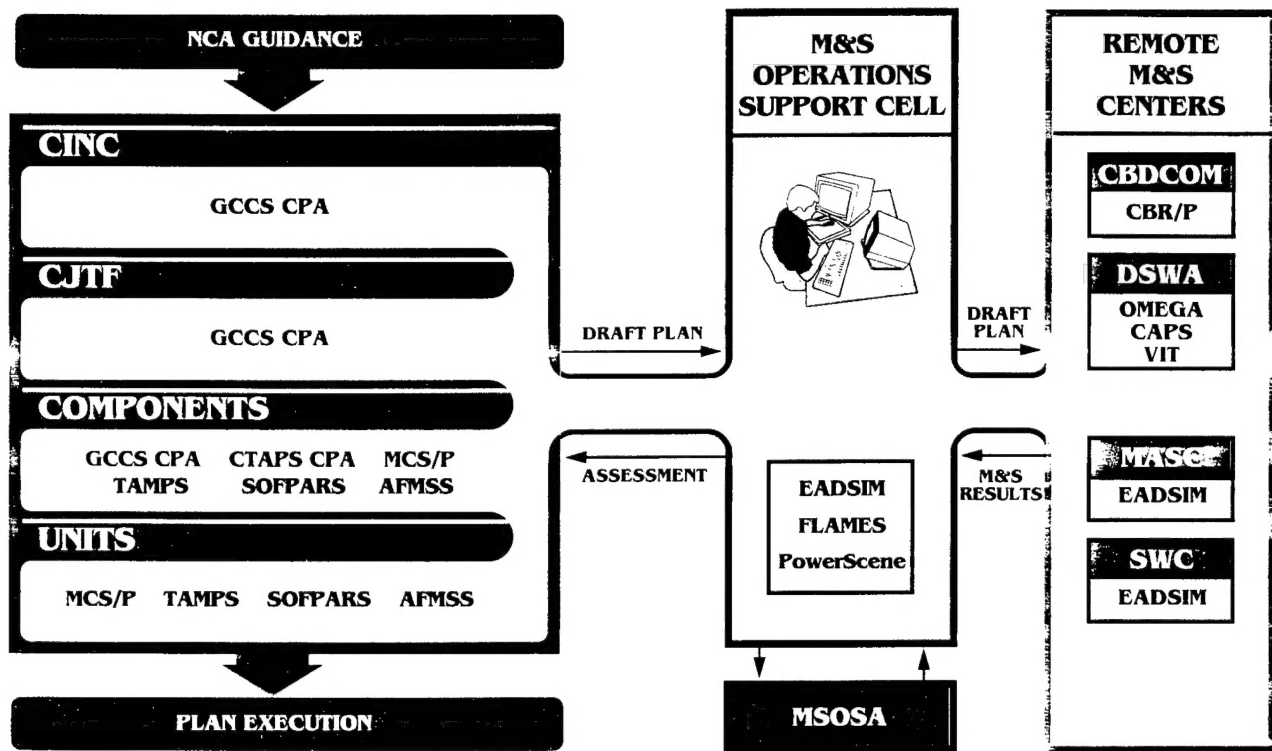 NCA GUIDANCE
CINC
GCCS CPA
CJTF
GCCS CPA
COMPONENTS
GCCS CPA CTAPS CPA MCS/P
TAMPS SOFPARS AFMSS
UNITS
MCS/P TAMPS SOFPARS AFMSS
PLAN EXECUTION
DRAFT PLAN
ASSESSMENT
M&S
OPERATIONS
SUPPORT CELL
EADSIM
FLAMES
PowerScene
MSOSA
DRAFT
PLAN
M&S
RESULTS
REMOTE
M&S
CENTERS
CBDCOM
CBR/P
DSWA
OMEGA
CAPS
VIT
MASC
EADSIM
SWC
EADSIM